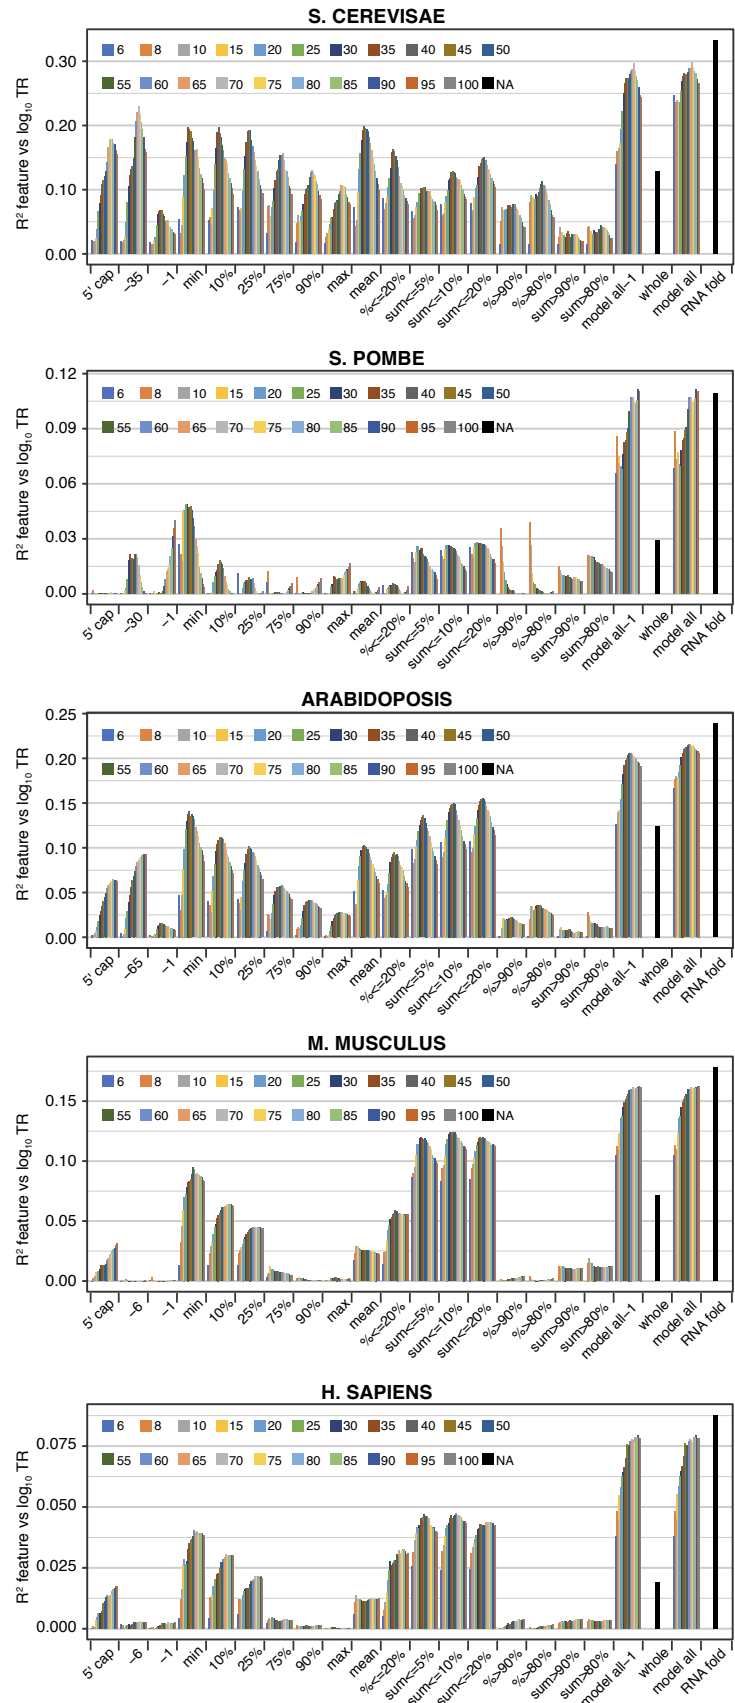 S. CEREVISAE
R² feature vs log₁₀ TR
6 8 10 15 20 25 30 35 40 45 50
55 60 65 70 75 80 85 90 95 100 NA
0.30
0.20
0.10
0.00
5' cap −35 −1 min 10% 25% 75% 90% max mean %<=20% sum<=5% sum<=10% sum<=20% %>90% %>80% sum>90% sum>80% model all−1 whole model all RNA fold
S. POMBE
R² feature vs log₁₀ TR
6 8 10 15 20 25 30 35 40 45 50
55 60 65 70 75 80 85 90 95 100 NA
0.12
0.09
0.06
0.03
0.00
5' cap −30 −1 min 10% 25% 75% 90% max mean %<=20% sum<=5% sum<=10% sum<=20% %>90% %>80% sum>90% sum>80% model all−1 whole model all RNA fold
ARABIDOPOSIS
R² feature vs log₁₀ TR
6 8 10 15 20 25 30 35 40 45 50
55 60 65 70 75 80 85 90 95 100 NA
0.25
0.20
0.15
0.10
0.05
0.00
5' cap −65 −1 min 10% 25% 75% 90% max mean %<=20% sum<=5% sum<=10% sum<=20% %>90% %>80% sum>90% sum>80% model all−1 whole model all RNA fold
M. MUSCULUS
R² feature vs log₁₀ TR
6 8 10 15 20 25 30 35 40 45 50
55 60 65 70 75 80 85 90 95 100 NA
0.15
0.10
0.05
0.00
5' cap −6 −1 min 10% 25% 75% 90% max mean %<=20% sum<=5% sum<=10% sum<=20% %>90% %>80% sum>90% sum>80% model all−1 whole model all RNA fold
H. SAPIENS
R² feature vs log₁₀ TR
6 8 10 15 20 25 30 35 40 45 50
55 60 65 70 75 80 85 90 95 100 NA
0.075
0.050
0.025
0.000
5' cap −6 −1 min 10% 25% 75% 90% max mean %<=20% sum<=5% sum<=10% sum<=20% %>90% %>80% sum>90% sum>80% model all−1 whole model all RNA fold